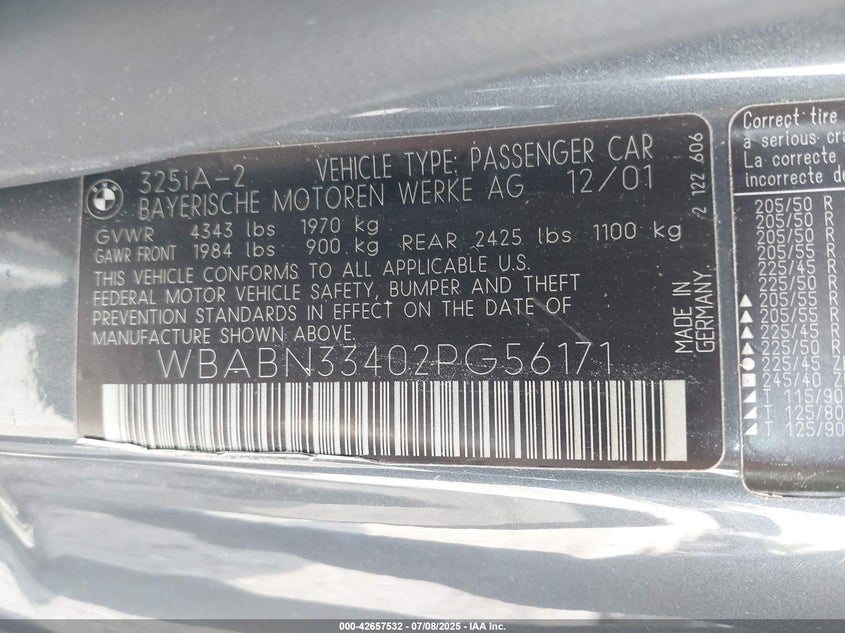 BMW
325iA-2 VEHICLE TYPE: PASSENGER CAR
BAYERISCHE MOTOREN WERKE AG 12/01
GVWR 4343 lbs 1970 kg
GAWR FRONT 1984 lbs 900 kg REAR 2425 lbs 1100 kg
THIS VEHICLE CONFORMS TO ALL APPLICABLE U.S.
FEDERAL MOTOR VEHICLE SAFETY, BUMPER AND THEFT
PREVENTION STANDARDS IN EFFECT ON THE DATE OF
MANUFACTURE SHOWN ABOVE.
WBABN33402PG56171
2 122 606
MADE IN
GERMANY.
Correct tire
a serious cra
La correcte
incorrecte de
205/50 R
205/50 R
205/50 R
205/55 R
225/45 R
225/50 R
▲ 205/55 R
▲ 205/55 R
▲ 225/45 R
▲ 225/50 R
● 225/45 Z
■ 245/40 Z
▲ T 115/90
▲ T 125/80
▲ T 125/90
000-42657532 - 07/08/2025 - IAA Inc.